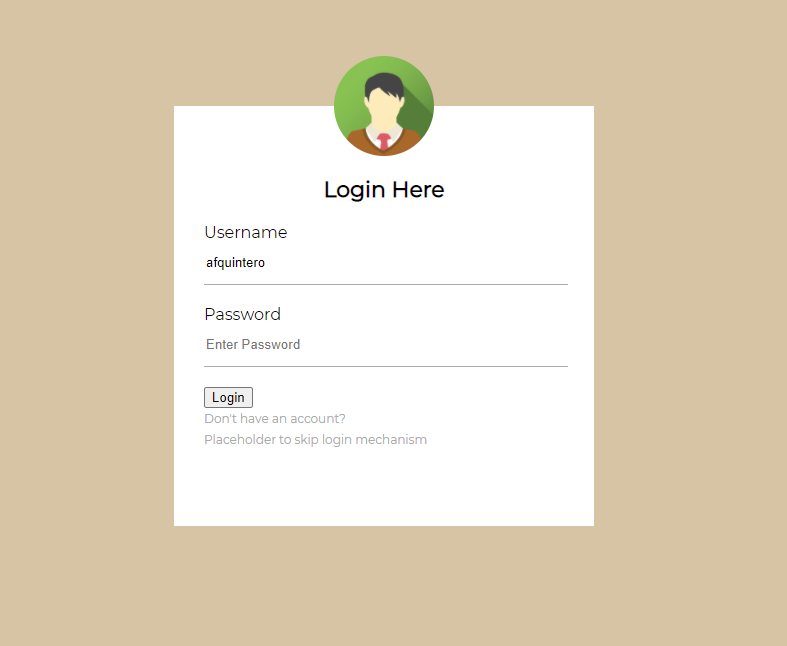 Login Here
Username
afquintero
Password
Enter Password
Login
Don't have an account?
Placeholder to skip login mechanism